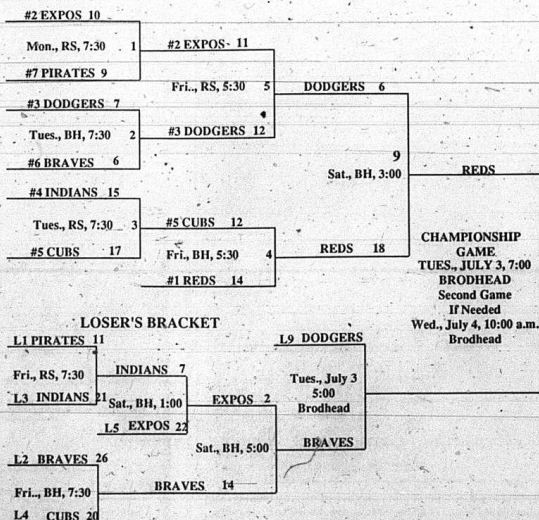 #2 EXPOS 10
Mon., RS, 7:30 1
#7 PIRATES 9
#2 EXPOS- 11
Fri.., RS, 5:30 5
#3 DODGERS 7
Tues., BH, 7:30 2
#6 BRAVES 6
#3 DODGERS 12
DODGERS 6
9
Sat., BH, 3:00
REDS
#4 INDIANS 15
Tues., RS, 7:30 3
#5 CUBS 17
#5 CUBS 12
Fri., BH, 5:30 4
#1 REDS 14
REDS 18
CHAMPIONSHIP
GAME
TUES., JULY 3, 7:00
BRODHEAD
Second Game
If Needed
Wed., July 4, 10:00 a.m.
Brodhead
LOSER'S BRACKET
L1 PIRATES 11
Fri., RS, 7:30
L3 INDIANS 21
INDIANS 7
Sat., BH, 1:00
L5 EXPOS 22
EXPOS 2
Sat., BH, 5:00
L2 BRAVES 26
Fri.., BH, 7:30
L4 CUBS 20
BRAVES 14
L9 DODGERS
Tues., July 3
5:00
Brodhead
BRAVES